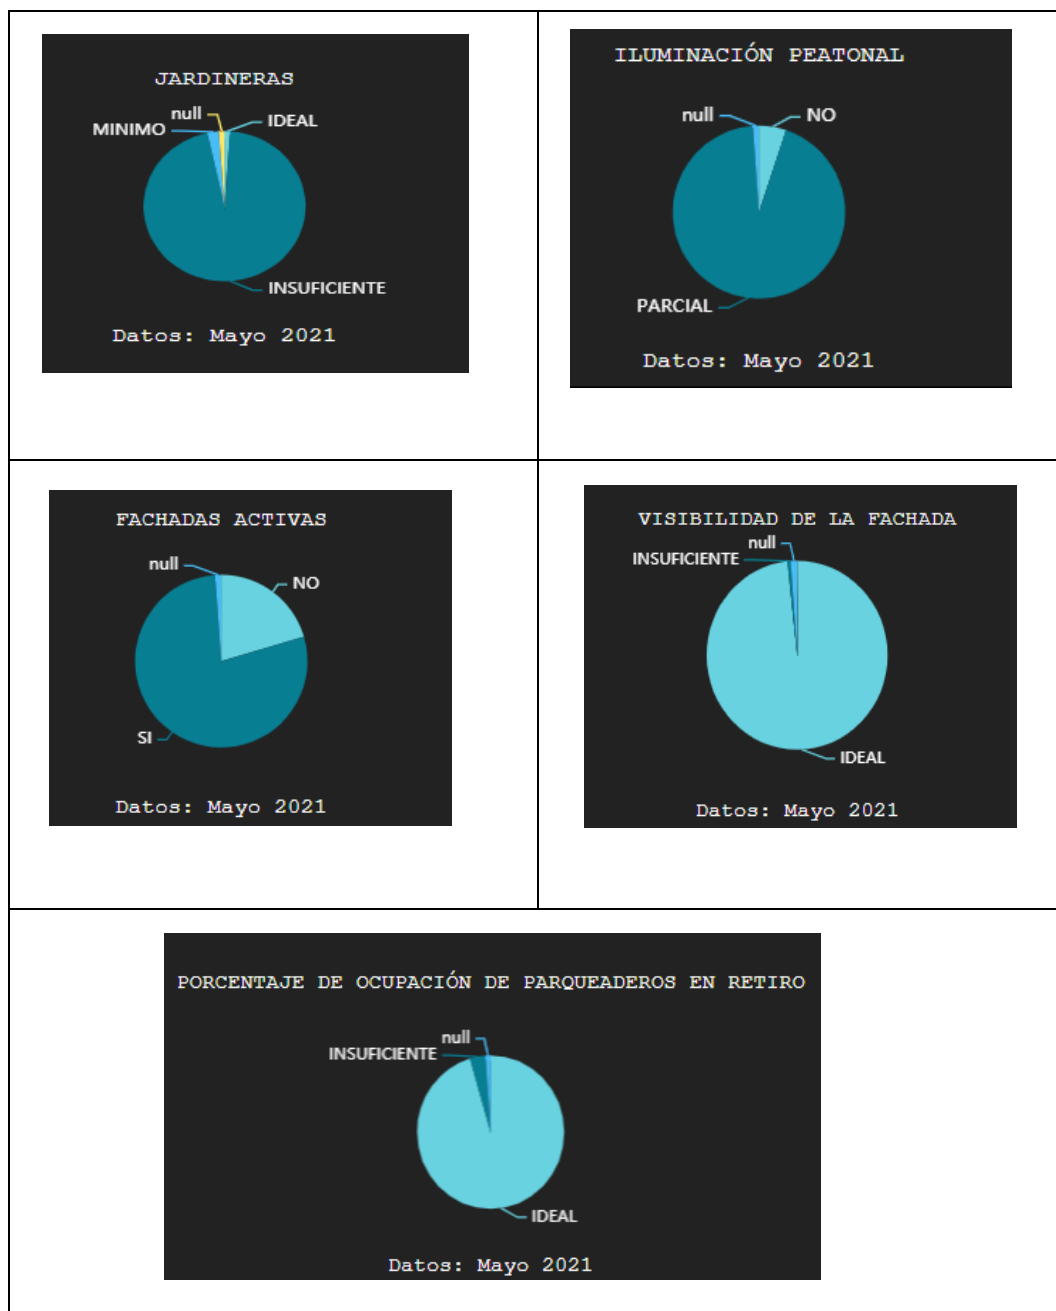 JARDINERAS
null
IDEAL
MINIMO
INSUFICIENTE
Datos: Mayo 2021
ILUMINACIÓN PEATONAL
null
NO
PARCIAL
Datos: Mayo 2021
FACHADAS ACTIVAS
null
NO
SI
Datos: Mayo 2021
VISIBILIDAD DE LA FACHADA
null
INSUFICIENTE
IDEAL
Datos: Mayo 2021
PORCENTAJE DE OCUPACIÓN DE PARQUEADEROS EN RETIRO
null
INSUFICIENTE
IDEAL
Datos: Mayo 2021